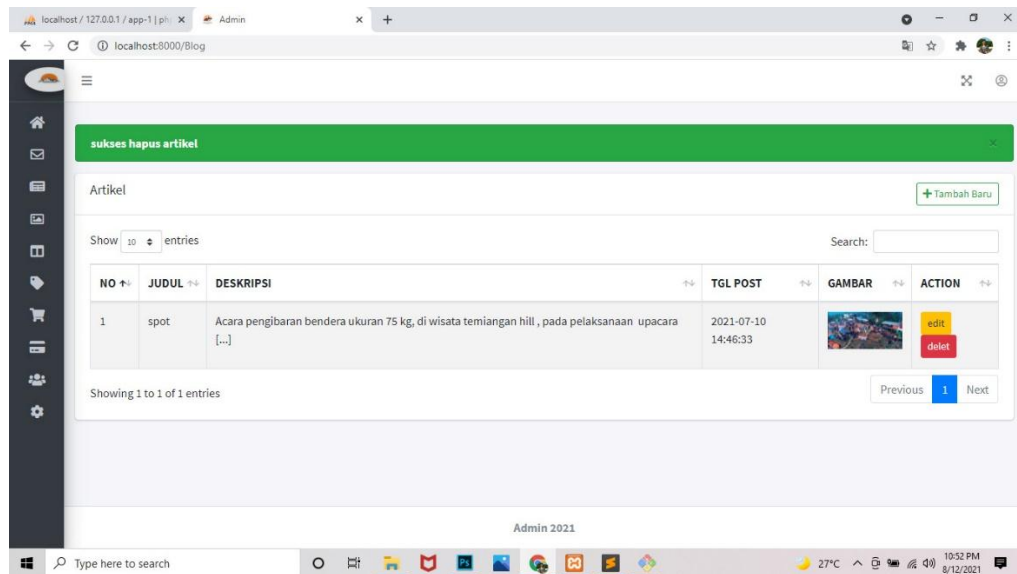 localhost / 127.0.0.1 / app-1 | ph
Admin
localhost:8000/Blog
sukses hapus artikel
Artikel
Tambah Baru
Show 10 entries
Search:
NO JUDUL DESKRIPSI TGL POST GAMBAR ACTION
1 spot Acara pengibaran bendera ukuran 75 kg, di wisata temiangan hill , pada pelaksanaan upacara 2021-07-10 edit
[...] 14:46:33 delet
Showing 1 to 1 of 1 entries
Previous 1 Next
Admin 2021
Type here to search
Ps
27°C
10:52 PM
8/12/2021